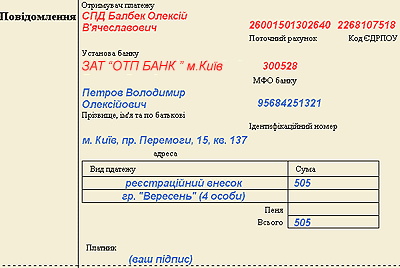 Повідомлення
Отримувач платежу
СПД Балбек Олексій
В'ячеславович
26001501302640 2268107518
Поточний рахунок Код ЄДРПОУ
Установа банку
ЗАТ “ОТП БАНК ” м.Київ 300528
МФО банку
Петров Володимир
Олексійович
95684251321
Прізвище, ім'я та по батькові
Ідентифікаційний номер
м. Київ, пр. Перемоги, 15, кв. 137
адреса
Вид платежу Сума
реєстраційний внесок 505
гр. "Вересень" (4 особи)
Пеня
Всього 505
Платник
(ваш підпис)